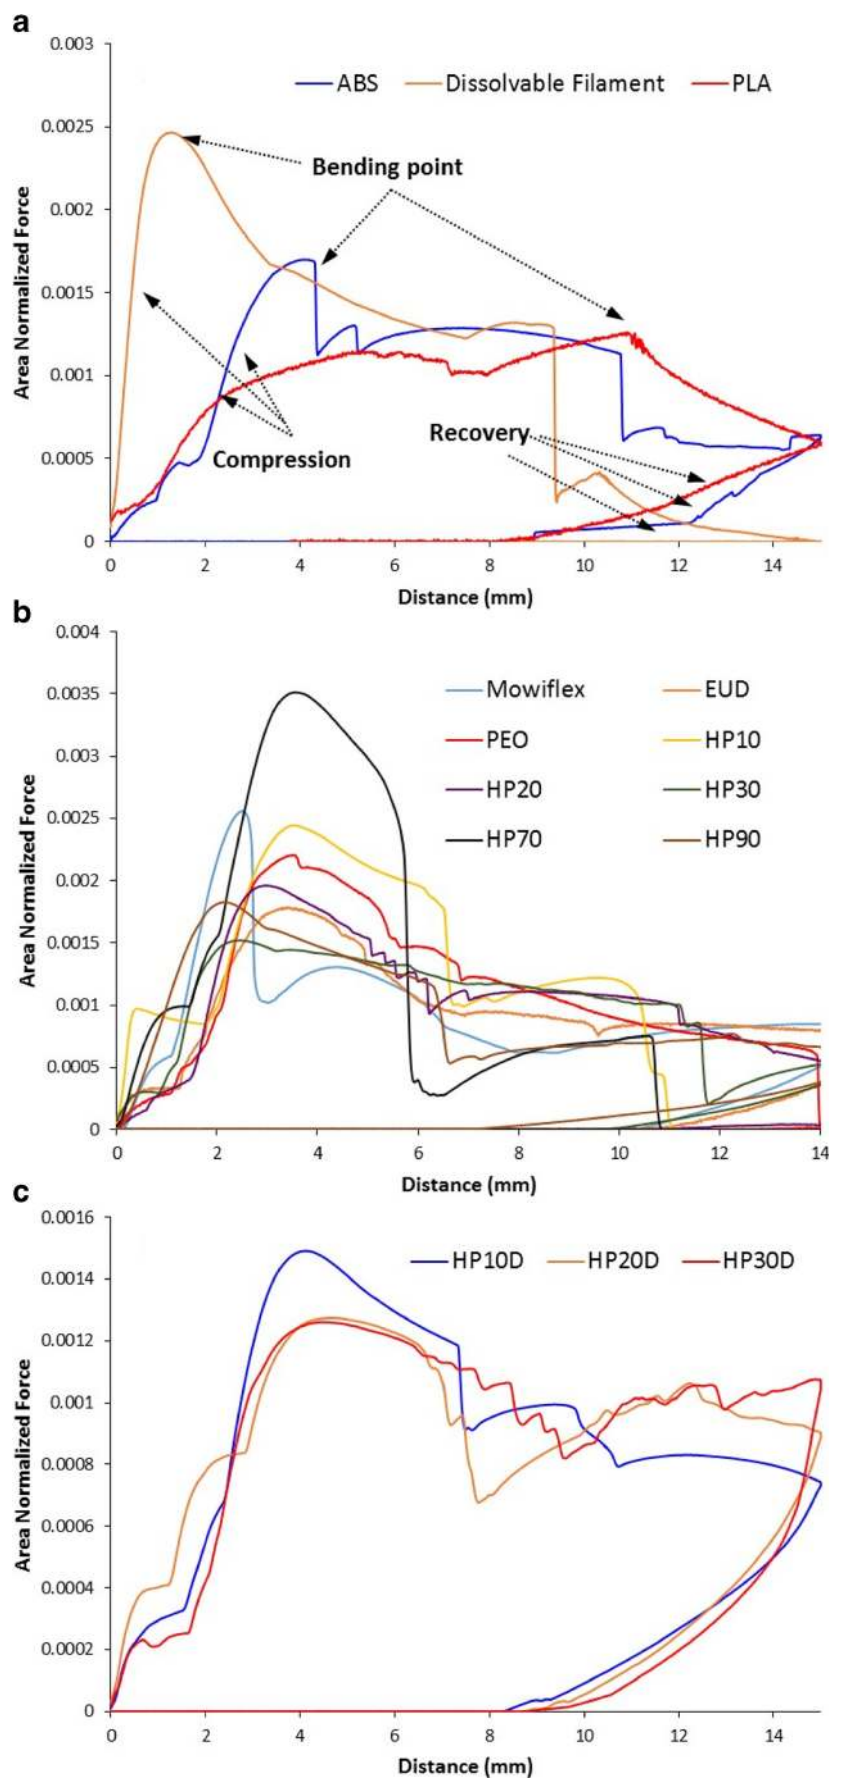 a
0.003
ABS Dissolvable Filament PLA
0.0025
Bending point
0.002
Area Normalized Force
0.0015
0.001
Recovery
Compression
0.0005
0
0 2 4 6 8 10 12 14
Distance (mm)
b
0.004
Mowiflex EUD
0.0035
PEO HP10
0.003
HP20 HP30
0.0025
HP70 HP90
Area Normalized Force
0.002
0.0015
0.001
0.0005
0
0 2 4 6 8 10 12 14
Distance (mm)
c
0.0016
HP10D HP20D HP30D
0.0014
0.0012
Area Normalized Force
0.001
0.0008
0.0006
0.0004
0.0002
0
0 2 4 6 8 10 12 14
Distance (mm)